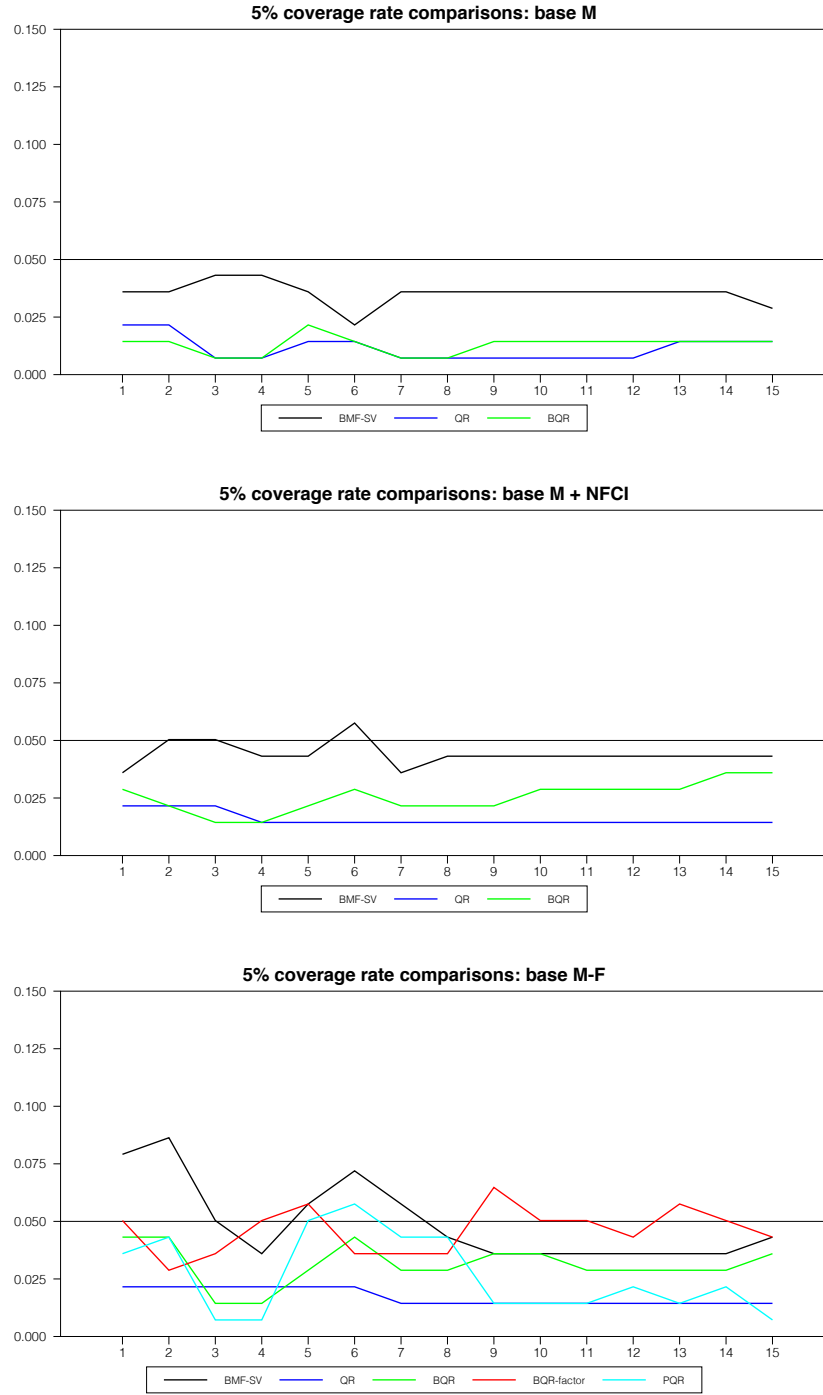 5% coverage rate comparisons: base M
0.150
0.125
0.100
0.075
0.050
0.025
0.000
1 2 3 4 5 6 7 8 9 10 11 12 13 14 15
BMF-SV QR BQR
5% coverage rate comparisons: base M + NFCI
0.150
0.125
0.100
0.075
0.050
0.025
0.000
1 2 3 4 5 6 7 8 9 10 11 12 13 14 15
BMF-SV QR BQR
5% coverage rate comparisons: base M-F
0.150
0.125
0.100
0.075
0.050
0.025
0.000
1 2 3 4 5 6 7 8 9 10 11 12 13 14 15
BMF-SV QR BQR BQR-factor PQR